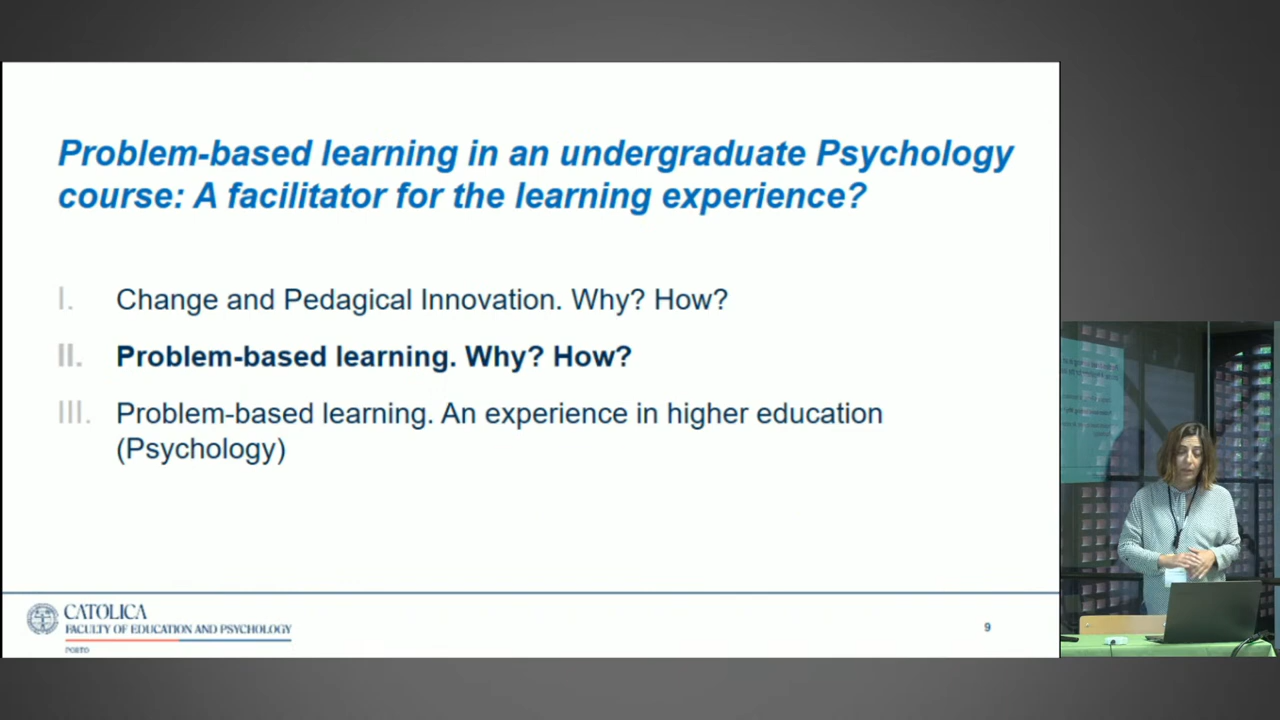 Problem-based learning in an undergraduate Psychology
course: A facilitator for the learning experience?
I. Change and Pedagical Innovation. Why? How?
II. Problem-based learning. Why? How?
III. Problem-based learning. An experience in higher education
(Psychology)
CATOLICA
FACULTY OF EDUCATION AND PSYCHOLOGY
PORTO
9